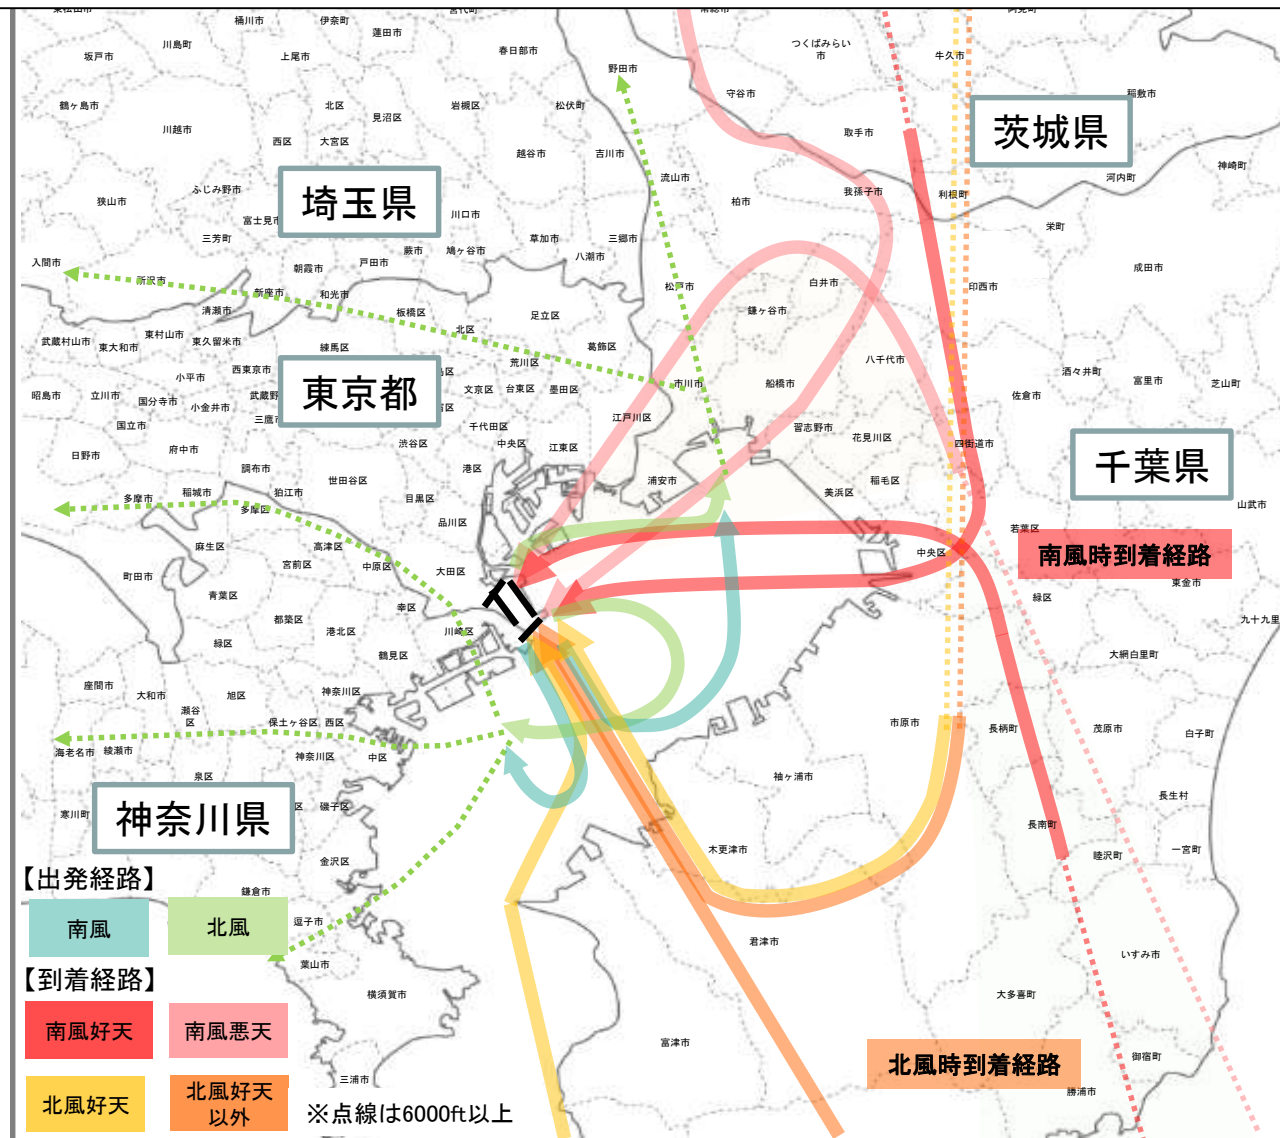 桶川市
伊奈町
蓮田市
宮代町
つくばみらい
市
牛久市
川島町
坂戸市
上尾市
春日部市
野田市
守谷市
稲敷市
鶴ヶ島市
北区
見沼区
岩槻区
松伏町
取手市
茨城県
川越市
西区
大宮区
越谷市
吉川市
流山市
我孫子市
利根町
河内町
神崎町
ふじみ野市
埼玉県
狭山市
富士見市
川口市
柏市
栄町
三芳町
草加市
三郷市
入間市
朝霞市
戸田市
蕨市
鳩ヶ谷市
八潮市
成田市
所沢市
新座市
和光市
松戸市
白井市
印西市
清瀬市
板橋区
足立区
鎌ヶ谷市
北区
武蔵村山市
東大和市
東村山市
東久留米市
練馬区
葛飾区
八千代市
西東京市
荒川区
酒々井町
富里市
芝山町
小平市
東京都
文京区
台東区
墨田区
市川市
船橋市
佐倉市
昭島市
立川市
国分寺市
小金井市
国立市
千代田区
江戸川区
習志野市
花見川区
四街道市
日野市
府中市
渋谷区
中央区
江東区
千葉県
調布市
世田谷区
港区
浦安市
稲毛区
美浜区
多摩市
稲城市
狛江市
目黒区
多摩区
品川区
山武市
若葉区
麻生区
高津区
中央区
南風時到着経路
町田市
宮前区
中原区
大田区
東金市
青葉区
幸区
緑区
都築区
港北区
川崎区
九十九里
緑区
鶴見区
大網白里町
座間市
大和市
旭区
神奈川区
瀬谷
区
保土ヶ谷区
西区
市原市
長柄町
茂原市
白子町
海老名市
綾瀬市
神奈川区
中区
泉区
袖ヶ浦市
長生村
神奈川県
寒川町
区
磯子区
長南町
木更津市
睦沢町
一宮町
金沢区
【出発経路】
鎌倉市
南風
北風
逗子市
君津市
いすみ市
葉山市
【到着経路】
横須賀市
大多喜町
南風好天
南風悪天
富津市
北風時到着経路
御宿町
三浦市
勝浦市
北風好天
北風好天
以外
※点線は6000ft以上